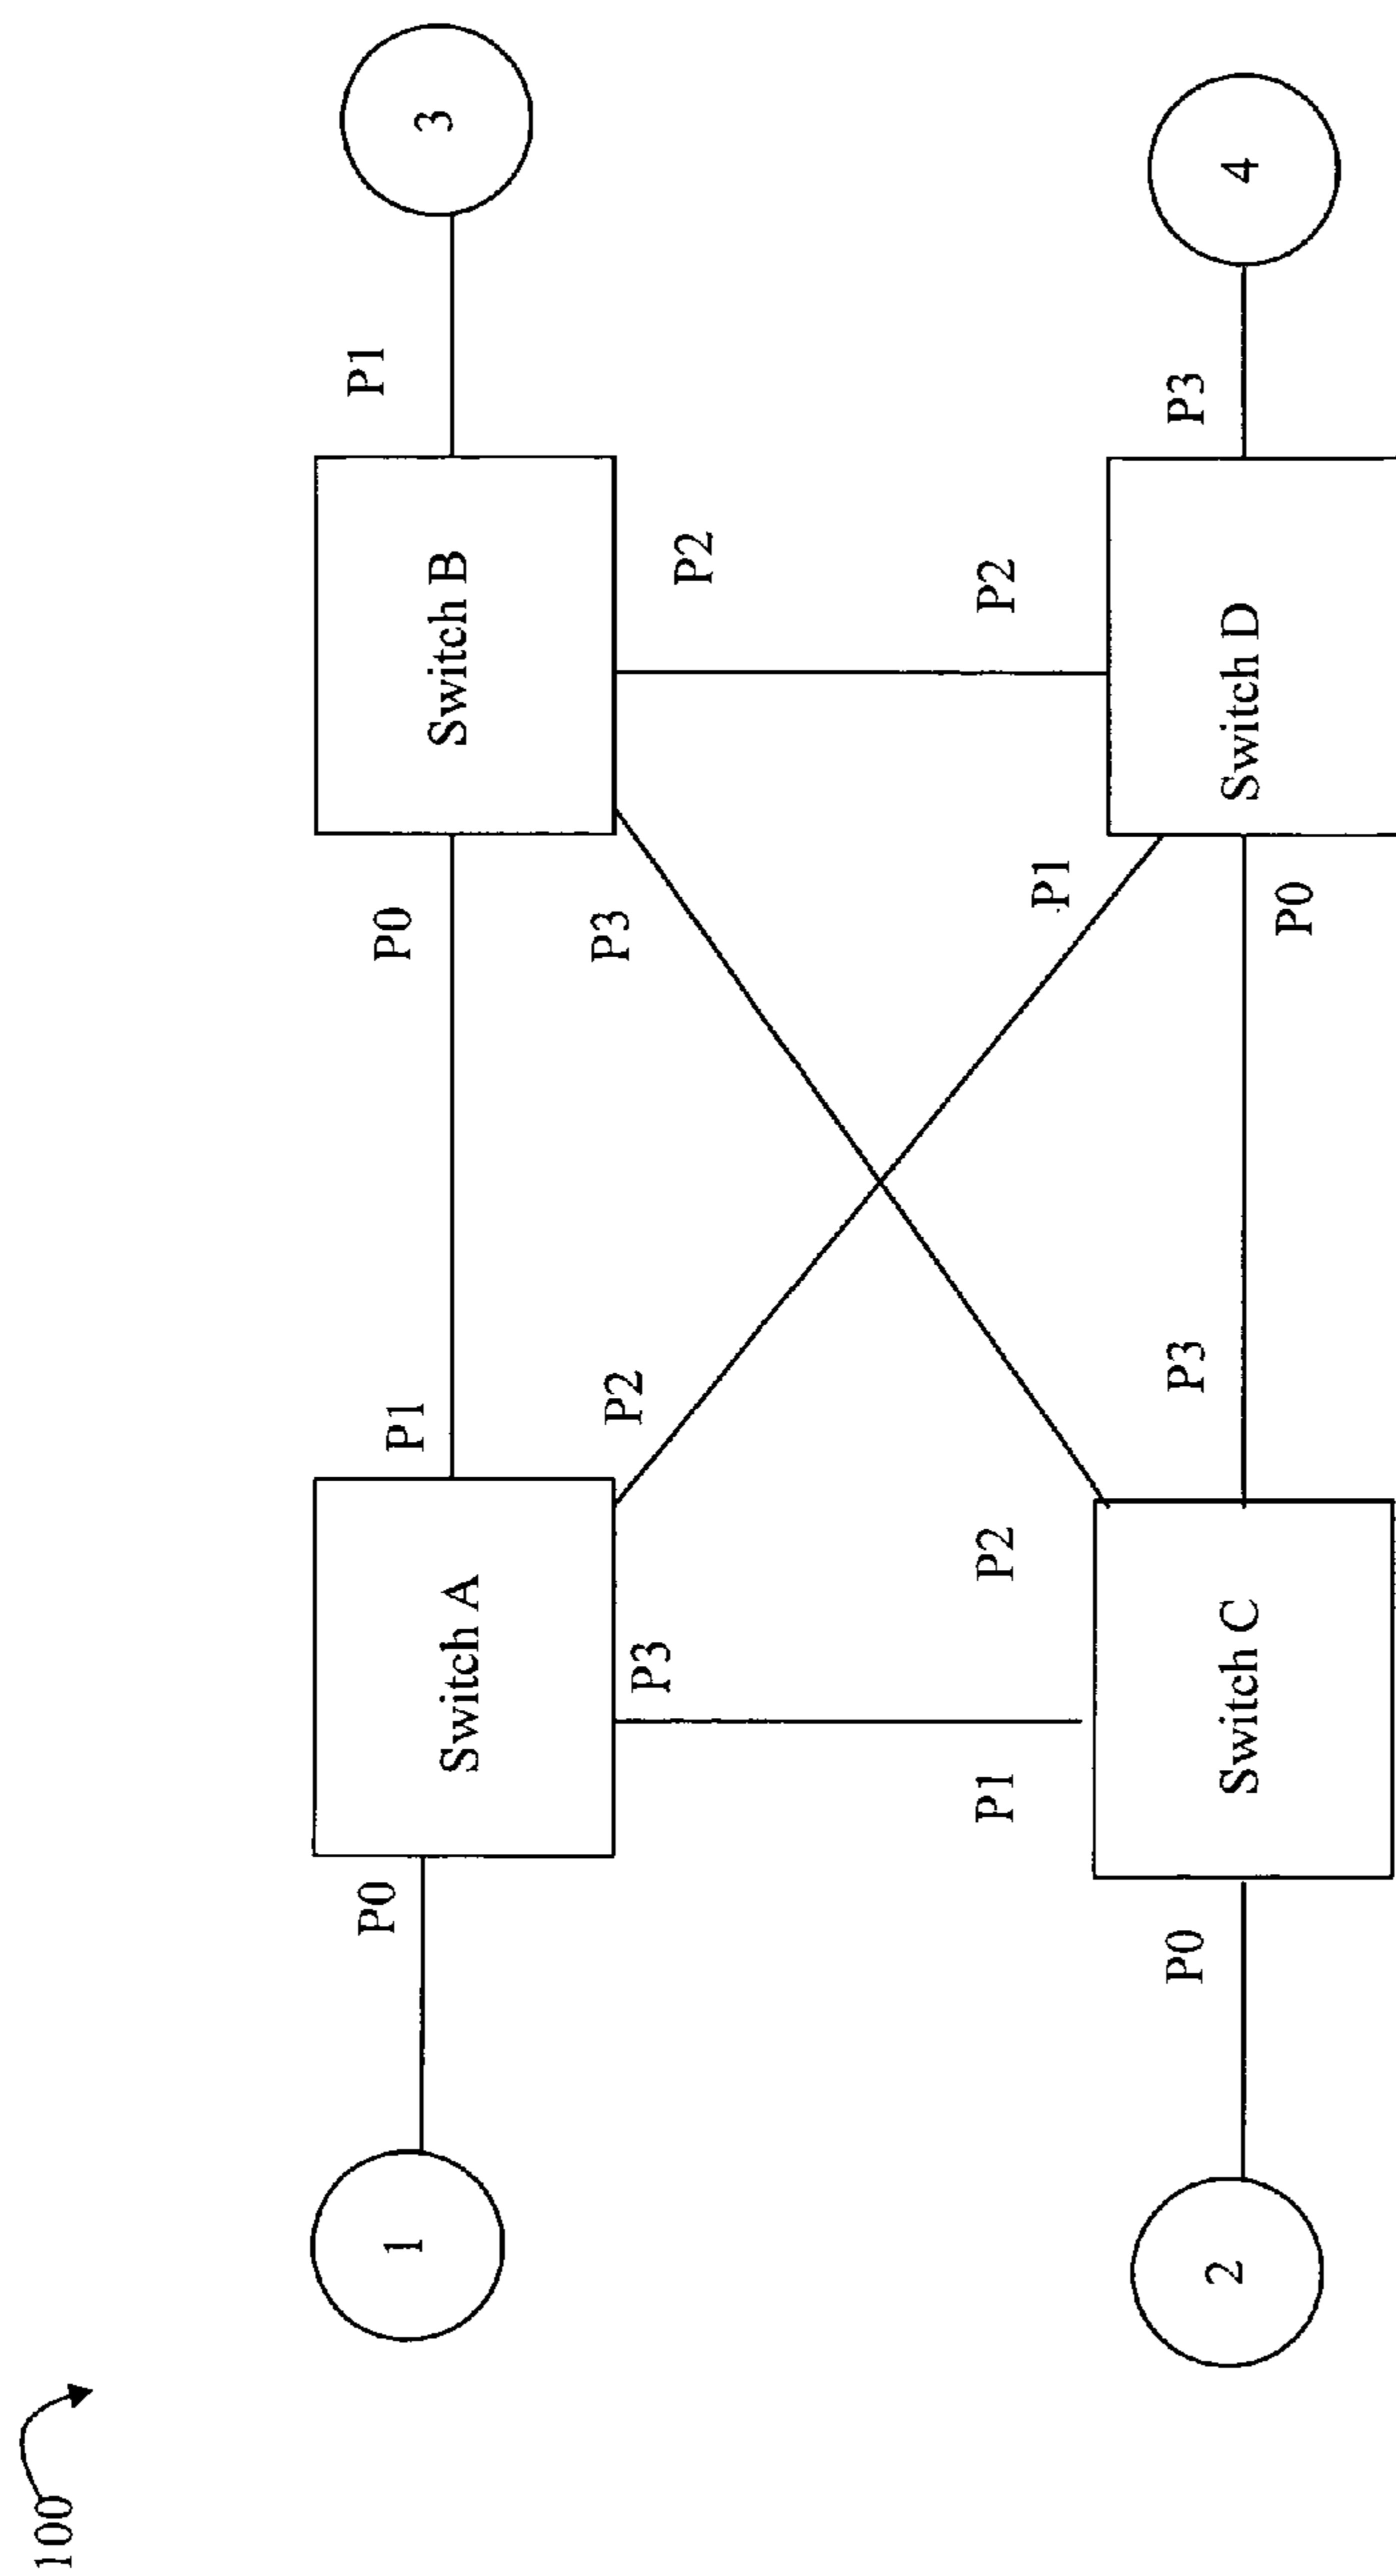 100
1
P0
Switch A
P1
P2
P3
P0
Switch B
P1
P3
P2
3
2
P0
Switch C
P1
P2
P3
P1
P0
Switch D
P2
P3
4